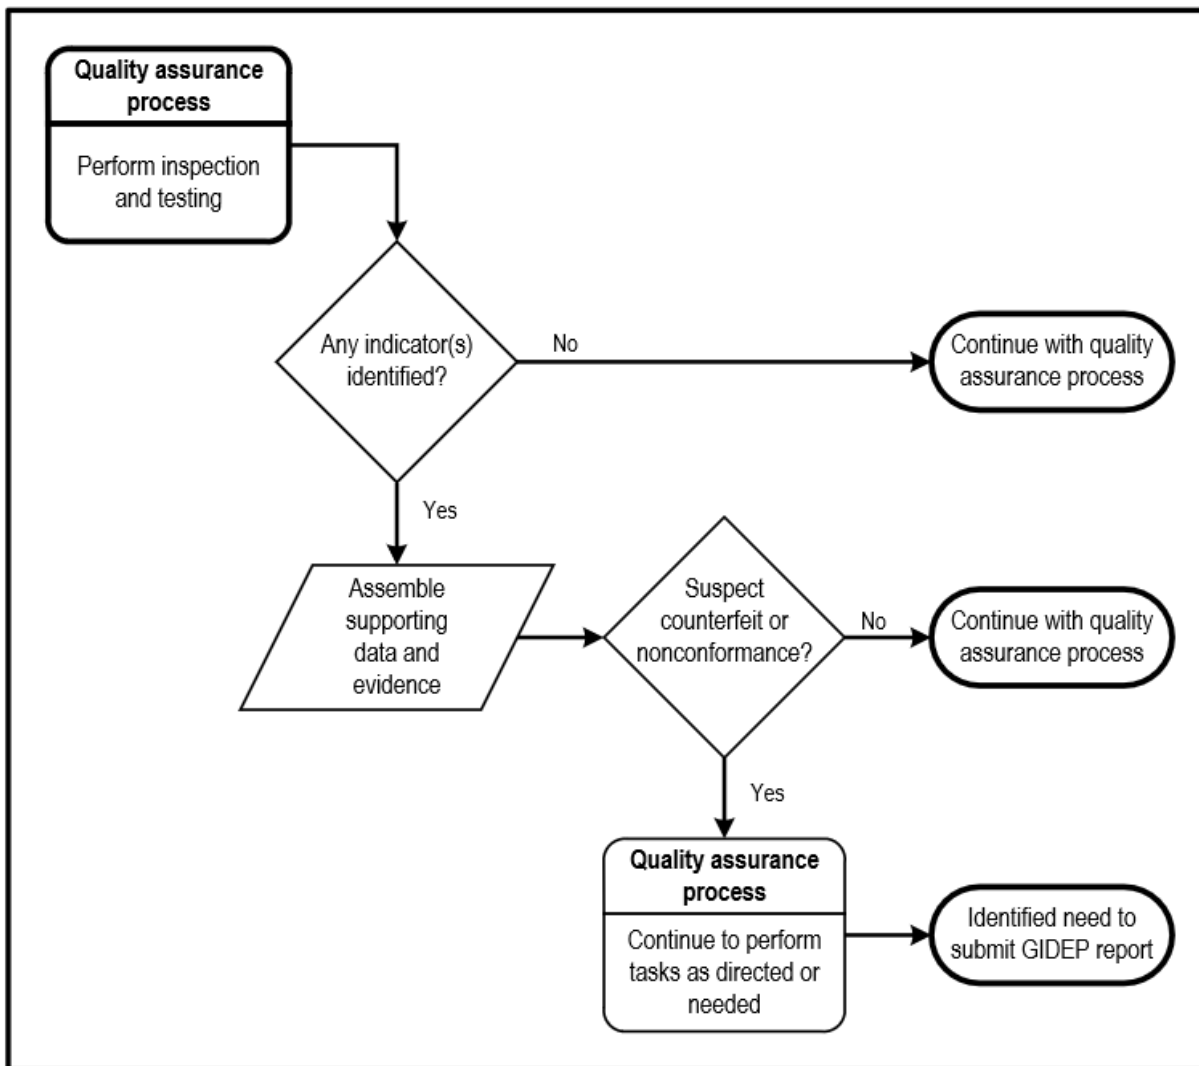 Quality assurance
process
Perform inspection
and testing
Any indicator(s)
identified?
No
Continue with quality
assurance process
Yes
Assemble
supporting
data and
evidence
Suspect
counterfeit or
nonconformance?
No
Continue with quality
assurance process
Yes
Quality assurance
process
Continue to perform
tasks as directed or
needed
Identified need to
submit GIDEP report